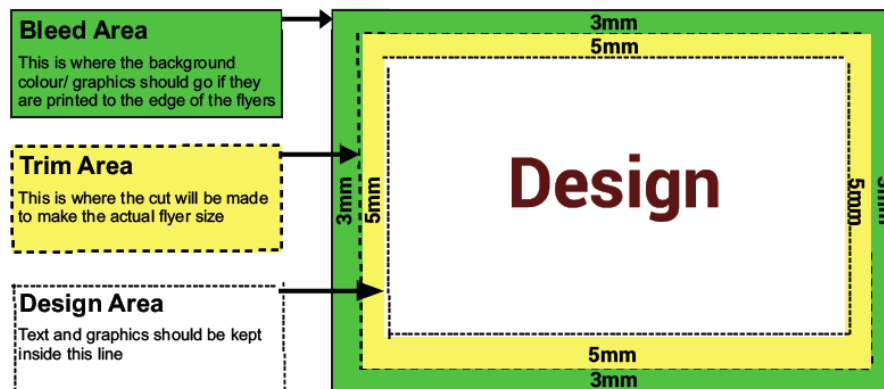 Bleed Area
This is where the background
colour/ graphics should go if they
are printed to the edge of the flyers
Trim Area
This is where the cut will be made
to make the actual flyer size
Design Area
Text and graphics should be kept
inside this line
3mm
5mm
3mm
5mm
Design
5mm
3mm
5mm
3mm